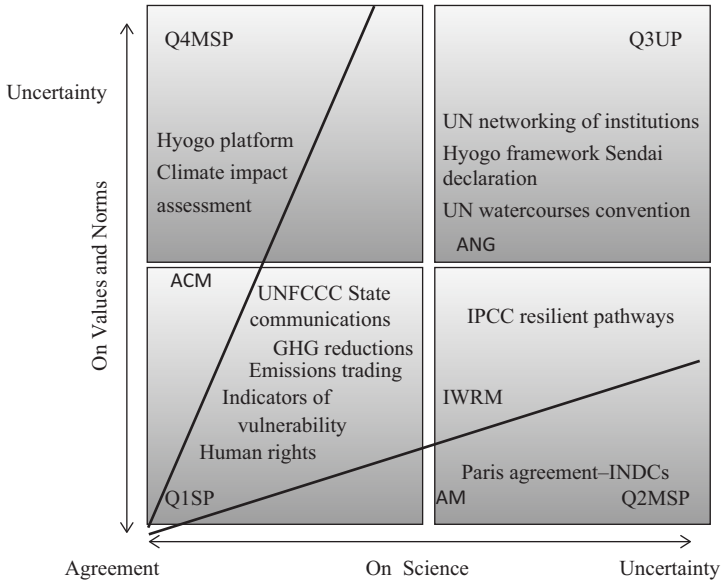 Q4MSP
Q3UP
Uncertainty
Hyogo platform
Climate impact
assessment
UN networking of institutions
Hyogo framework Sendai
declaration
UN watercourses convention
ANG
On Values and Norms
ACM
UNFCCC State
communications
GHG reductions
Emissions trading
Indicators of
vulnerability
Human rights
Q1SP
IPCC resilient pathways
IWRM
Paris agreement–INDCs
AM
Q2MSP
Agreement
On Science
Uncertainty